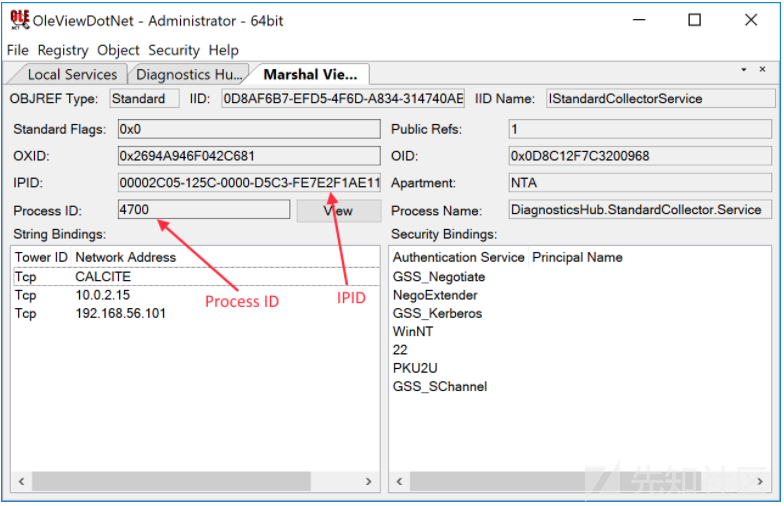 OleViewDotNet - Administrator - 64bit
File Registry Object Security Help
Local Services Diagnostics Hu... Marshal Vie...
OBJREF Type: Standard IID: 0D8AF6B7-EFD5-4F6D-A834-314740AE IID Name: IStandardCollectorService
Standard Flags: 0x0 Public Refs: 1
OXID: 0x2694A946F042C681 OID: 0x0D8C12F7C3200968
IPID: 00002C05-125C-0000-D5C3-FE7E2F1AE11 Apartment: NTA
Process ID: 4700 View Process Name: DiagnosticsHub.StandardCollector.Service
String Bindings: Security Bindings:
Tower ID Network Address
Tcp CALCITE
Tcp 10.0.2.15
Tcp 192.168.56.101
Process ID
IPID
Authentication Service Principal Name
GSS_Negotiate
NegoExtender
GSS_Kerberos
WinNT
22
PKU2U
GSS_SChannel
先知社区